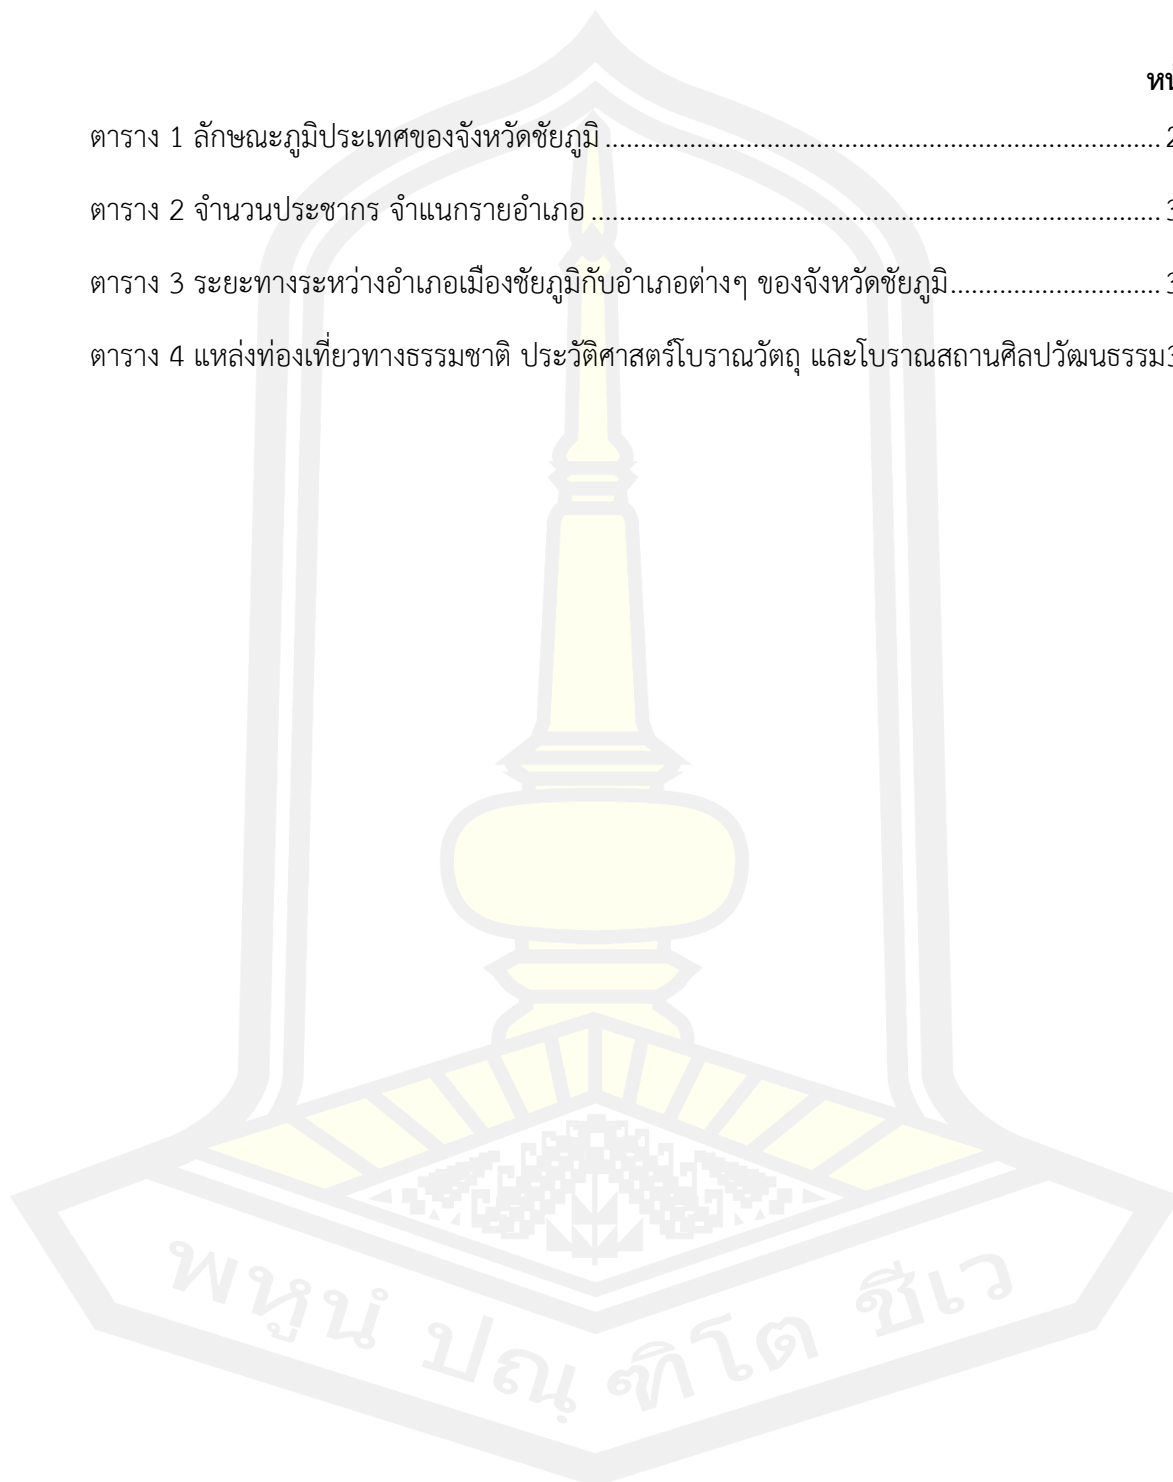 ตาราง 1 ลักษณะภูมิประเทศของจังหวัดชัยภูมิ ........................................................................................ 2
ตาราง 2 จำนวนประชากร จำแนกรายอำเภอ .......................................................................................... 3
ตาราง 3 ระยะทางระหว่างอำเภอเมืองชัยภูมิกับอำเภอต่างๆ ของจังหวัดชัยภูมิ................................. 3
ตาราง 4 แหล่งท่องเที่ยวทางธรรมชาติ ประวัติศาสตร์โบราณวัตถุ และโบราณสถานศิลปวัฒนธรรม3
พหูนํ ปณฺฑิโต ชีเว